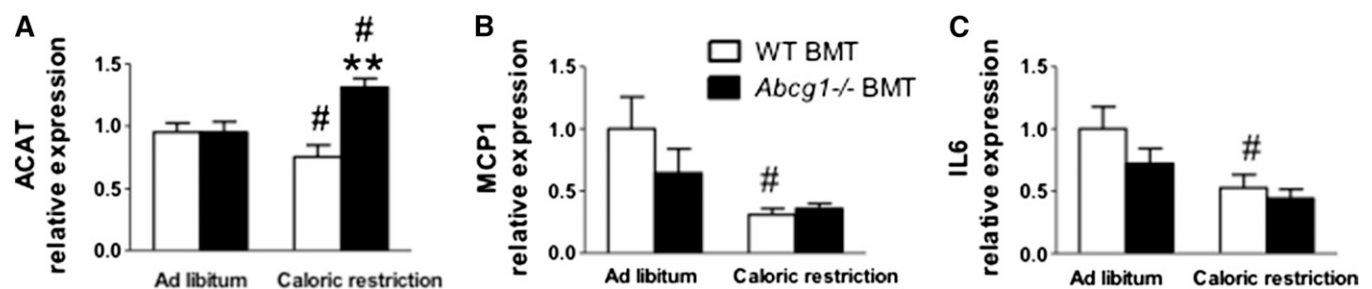 A
ACAT
relative expression
1.5
1.0
0.5
0.0
#
#
**
Ad libitum
Caloric restriction
B
MCP1
relative expression
1.5
1.0
0.5
0.0
WT BMT
Abcg1-/- BMT
#
Ad libitum
Caloric restriction
C
IL6
relative expression
1.5
1.0
0.5
0.0
#
Ad libitum
Caloric restriction